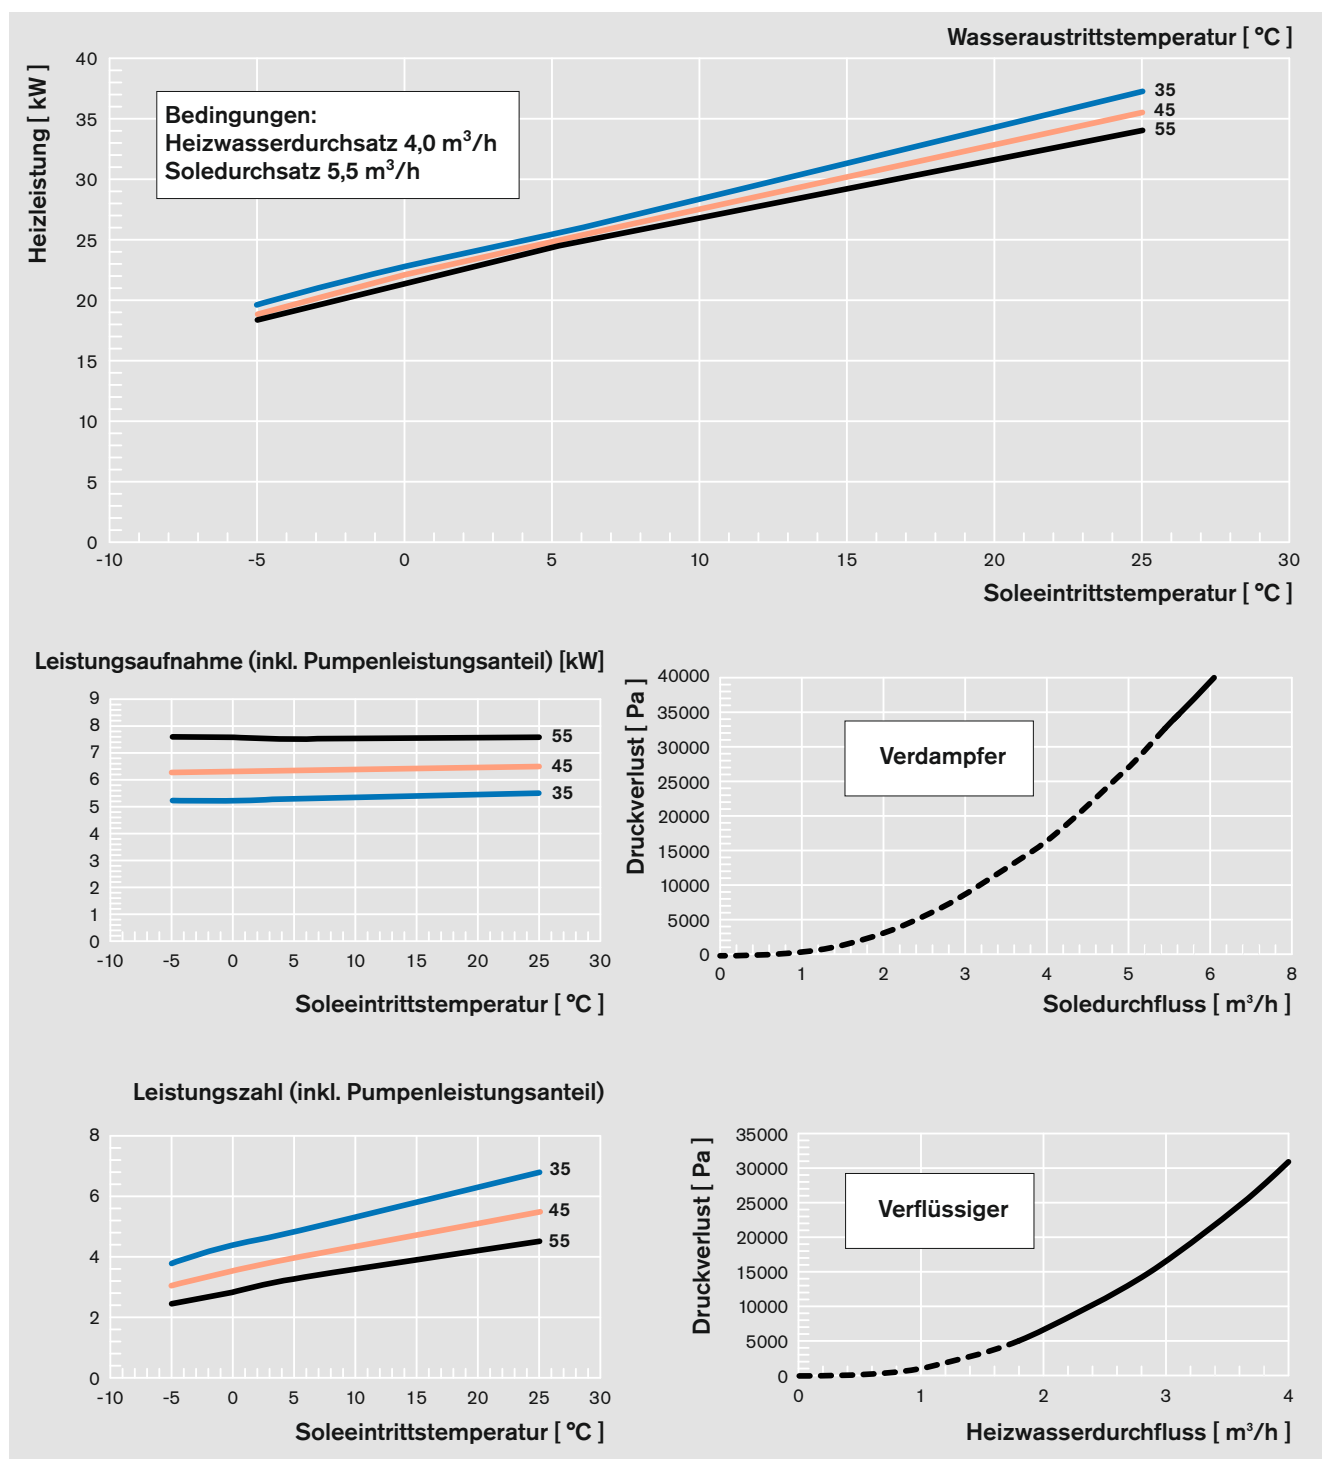 Wasseraustrittstemperatur [ °C ]
Heizleistung [ kW ]
40
35
30
25
20
15
10
5
0
Bedingungen:
Heizwasserdurchsatz 4,0 m³/h
Soledurchsatz 5,5 m³/h
35
45
55
-10 -5 0 5 10 15 20 25 30
Soleeintrittstemperatur [ °C ]
Leistungsaufnahme (inkl. Pumpenleistungsanteil) [kW]
9
8
7
6
5
4
3
2
1
0
55
45
35
-10 -5 0 5 10 15 20 25 30
Soleeintrittstemperatur [ °C ]
Druckverlust [ Pa ]
40000
35000
30000
25000
20000
15000
10000
5000
0
Verdampfer
0 1 2 3 4 5 6 8
Soledurchfluss [ m³/h ]
Leistungszahl (inkl. Pumpenleistungsanteil)
8
6
4
2
0
35
45
55
-10 -5 0 5 10 15 20 25 30
Soleeintrittstemperatur [ °C ]
Druckverlust [ Pa ]
35000
30000
25000
20000
15000
10000
5000
0
Verflüssiger
0 1 2 3 4
Heizwasserdurchfluss [ m³/h ]